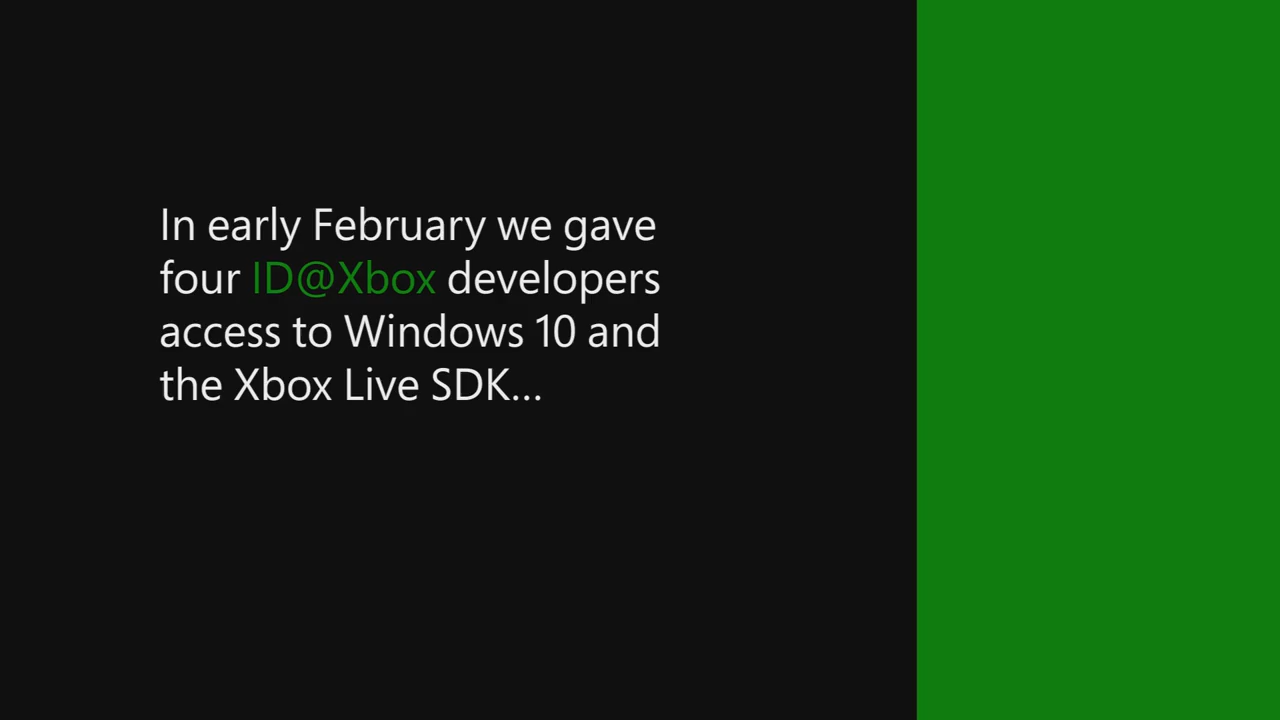 In early February we gave
four ID@Xbox developers
access to Windows 10 and
the Xbox Live SDK...